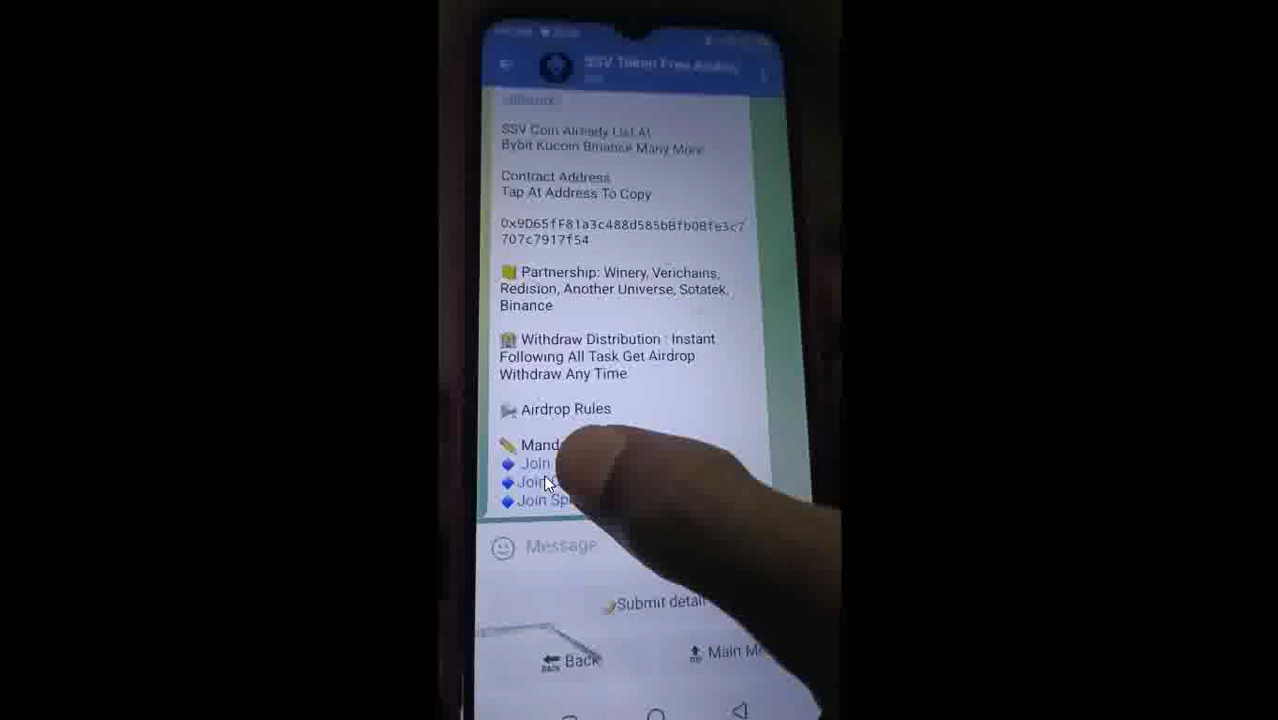 SSV Token Free
SSV Coin Already List At
Bybit Kucoin Binance Many More
Contract Address
Tap At Address To Copy
0x9D65fF81a3c488d585bBfb0Bfe3c7
707c7917f54
Partnership: Winery, Verichains,
Redision, Another Universe, Sotatek,
Binance
Withdraw Distribution : Instant
Following All Task Get Airdrop
Withdraw Any Time
Airdrop Rules
Mand
Join
Join
Join Sp
Message
Submit detail
Back
Main M